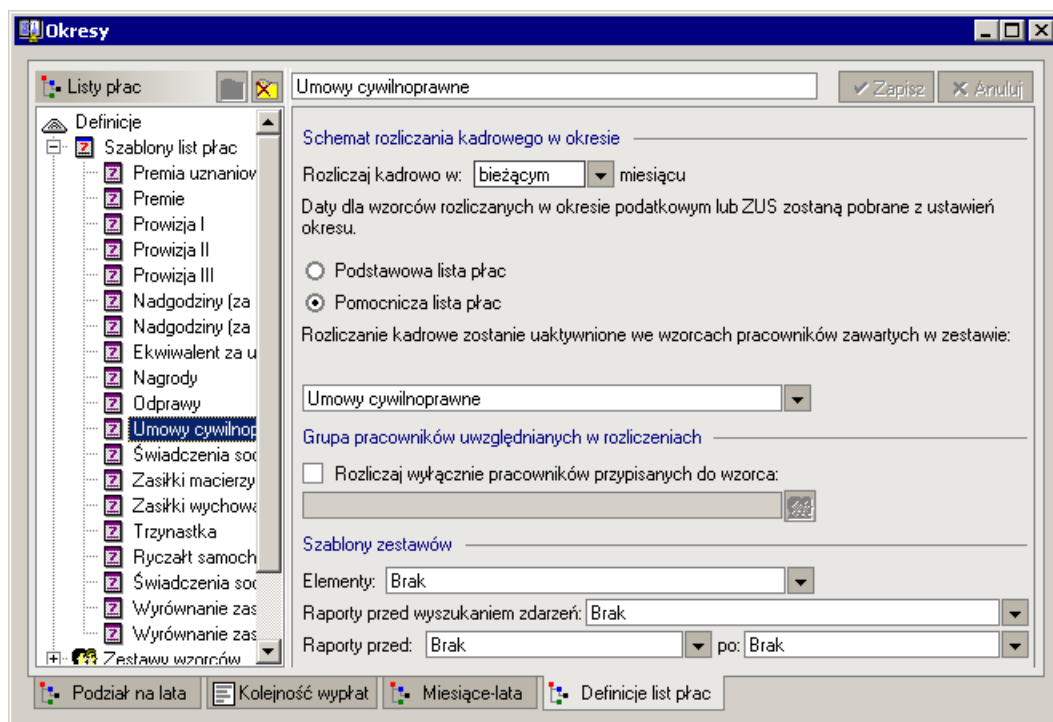 Okresy
Listy płac
Umowy cywilnoprawne
Zapisz
Anuluj
Definicje
Szablony list płac
Premia uznaniow
Premie
Prowizja I
Prowizja II
Prowizja III
Nadgodziny (za
Nadgodziny (za
Ekwiwalent za u
Nagrody
Odprawy
Umowy cywilnop
Świadczenia soc
Zasiłki macierzy
Zasiłki wychowa
Trzynastka
Ryczałt samoch
Świadczenia soc
Wyrównanie zas
Wyrównanie zas
Zestawy wzorców
Schemat rozliczania kadrowego w okresie
Rozliczaj kadrowo w: bieżącym miesiącu
Daty dla wzorców rozliczanych w okresie podatkowym lub ZUS zostaną pobrane z ustawień
okresu.
Podstawowa lista płac
Pomocnicza lista płac
Rozliczanie kadrowe zostanie uaktywnione we wzorcach pracowników zawartych w zestawie:
Umowy cywilnoprawne
Grupa pracowników uwzględnianych w rozliczeniach
Rozliczaj wyłącznie pracowników przypisanych do wzorca:
Szablony zestawów
Elementy: Brak
Raporty przed wyszukaniem zdarzeń: Brak
Raporty przed: Brak po: Brak
Podział na lata
Kolejność wypłat
Miesiące-lata
Definicje list płac